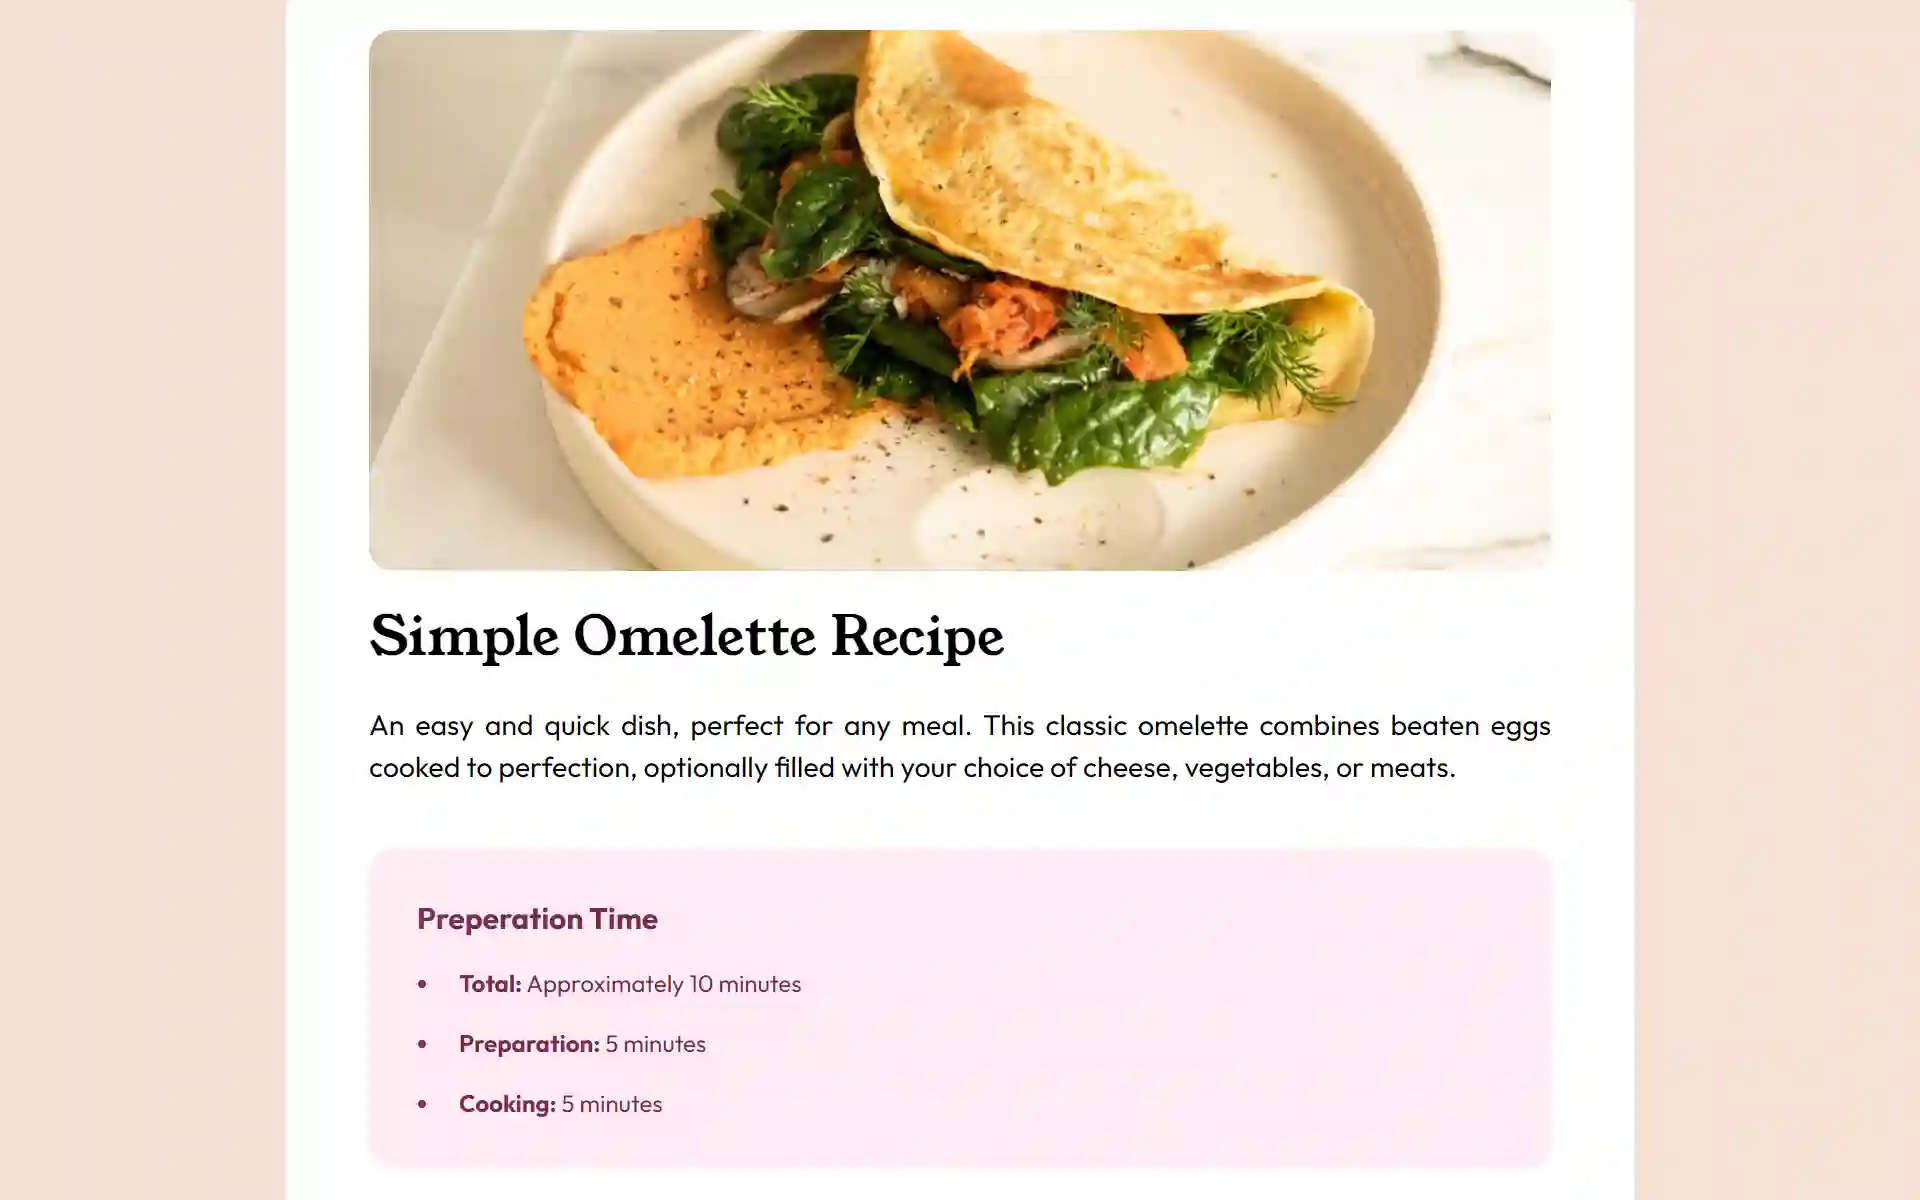 Simple Omelette Recipe
An easy and quick dish, perfect for any meal. This classic omelette combines beaten eggs
cooked to perfection, optionally filled with your choice of cheese, vegetables, or meats.
Preperation Time
• Total: Approximately 10 minutes
• Preparation: 5 minutes
• Cooking: 5 minutes